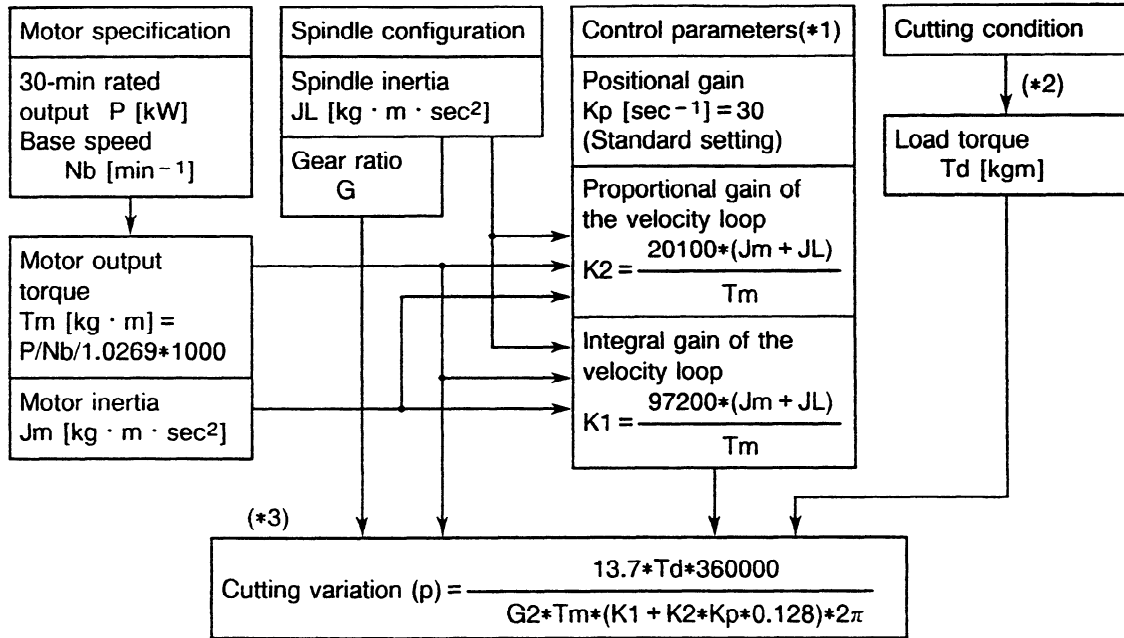 Motor specification
30-min rated
output P [kW]
Base speed
Nb [min⁻¹]
Motor output
torque
Tm [kg · m] =
P/Nb/1.0269*1000
Motor inertia
Jm [kg · m · sec²]
Spindle configuration
Spindle inertia
JL [kg · m · sec²]
Gear ratio
G
Control parameters(*1)
Positional gain
Kp [sec⁻¹] = 30
(Standard setting)
Proportional gain of
the velocity loop
K2 = 20100*(Jm + JL)
Tm
Integral gain of the
velocity loop
K1 = 97200*(Jm + JL)
Tm
Cutting condition
(*2)
Load torque
Td [kgm]
(*3)
Cutting variation (p) = 13.7*Td*360000
G2*Tm*(K1 + K2*Kp*0.128)*2π